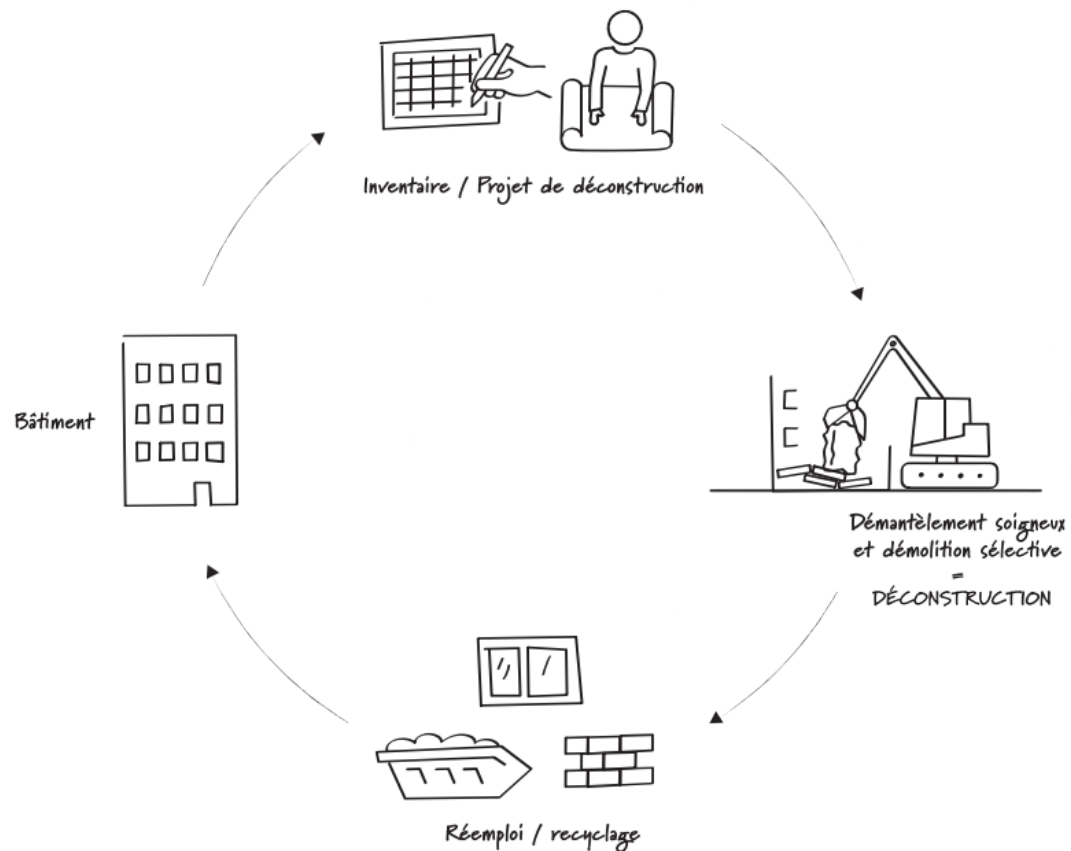 Inventaire / Projet de déconstruction
Bâtiment
Démantèlement soigneux
et démolition sélective
=
DÉCONSTRUCTION
Réemploi / recyclage